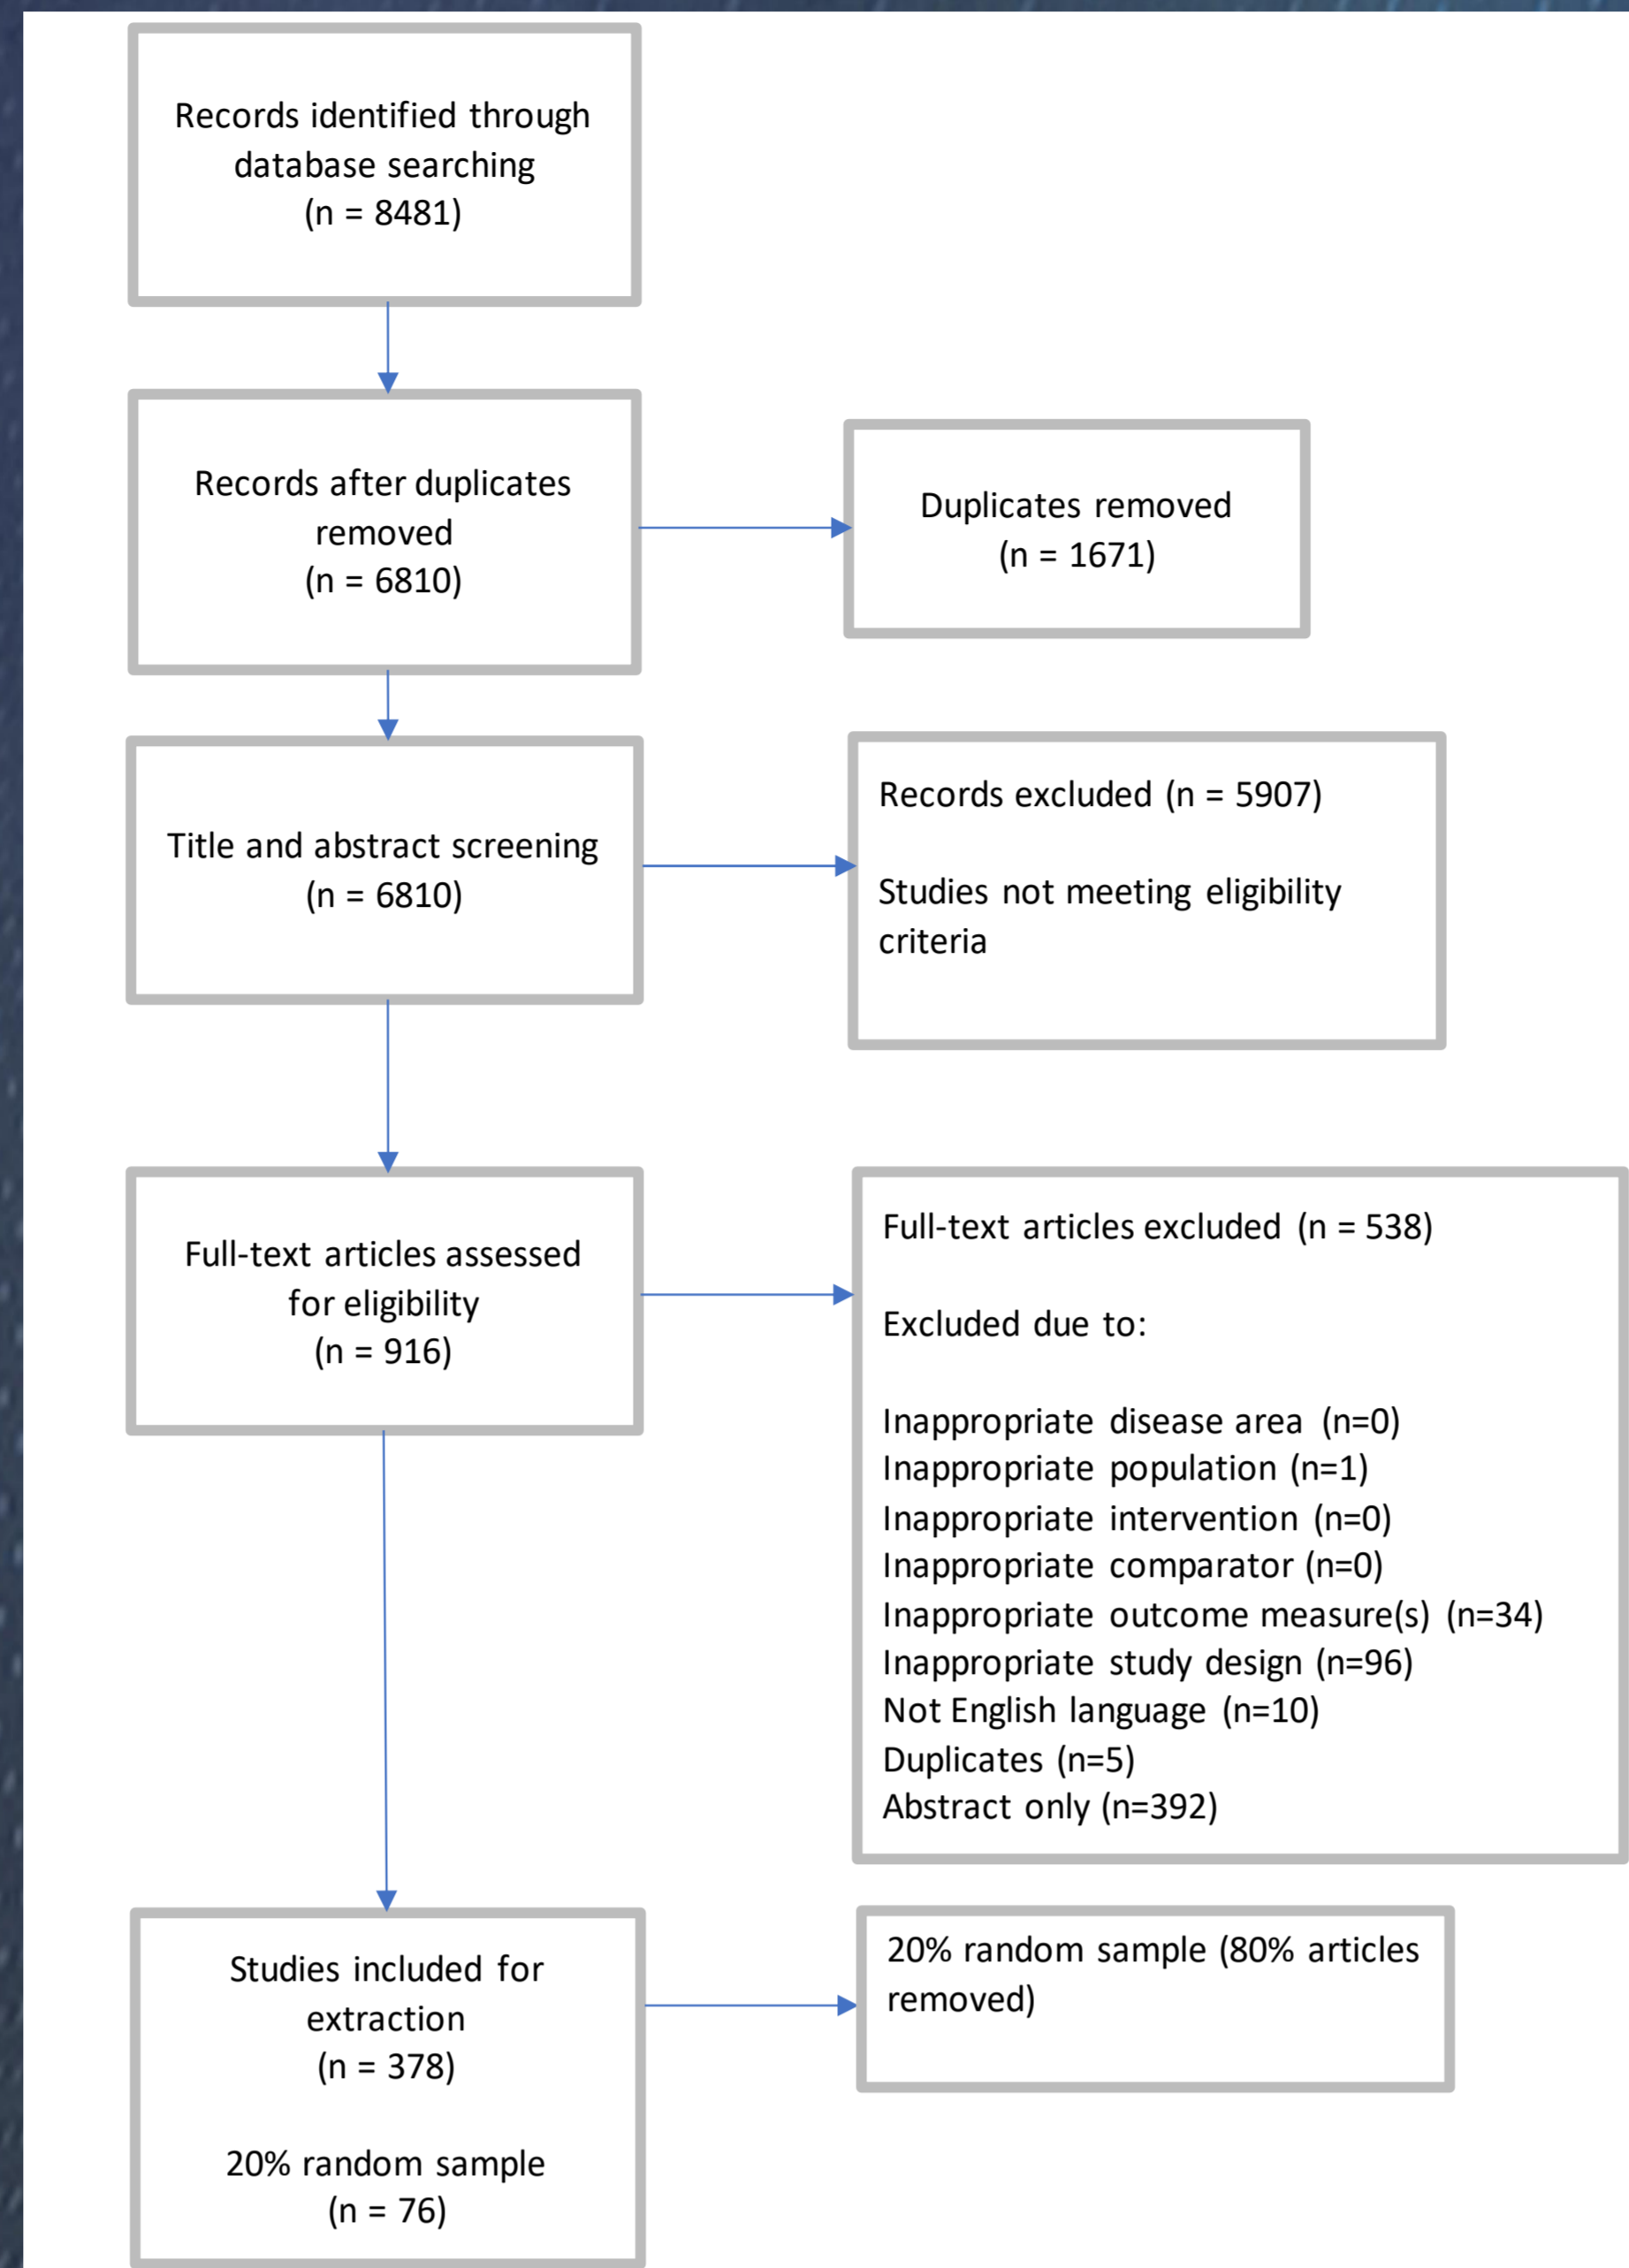 Records identified through
database searching
(n = 8481)
Records after duplicates
removed
(n = 6810)
Duplicates removed
(n = 1671)
Title and abstract screening
(n = 6810)
Records excluded (n = 5907)
Studies not meeting eligibility
criteria
Full-text articles assessed
for eligibility
(n = 916)
Full-text articles excluded (n = 538)
Excluded due to:
Inappropriate disease area (n=0)
Inappropriate population (n=1)
Inappropriate intervention (n=0)
Inappropriate comparator (n=0)
Inappropriate outcome measure(s) (n=34)
Inappropriate study design (n=96)
Not English language (n=10)
Duplicates (n=5)
Abstract only (n=392)
Studies included for
extraction
(n = 378)
20% random sample
(n = 76)
20% random sample (80% articles
removed)